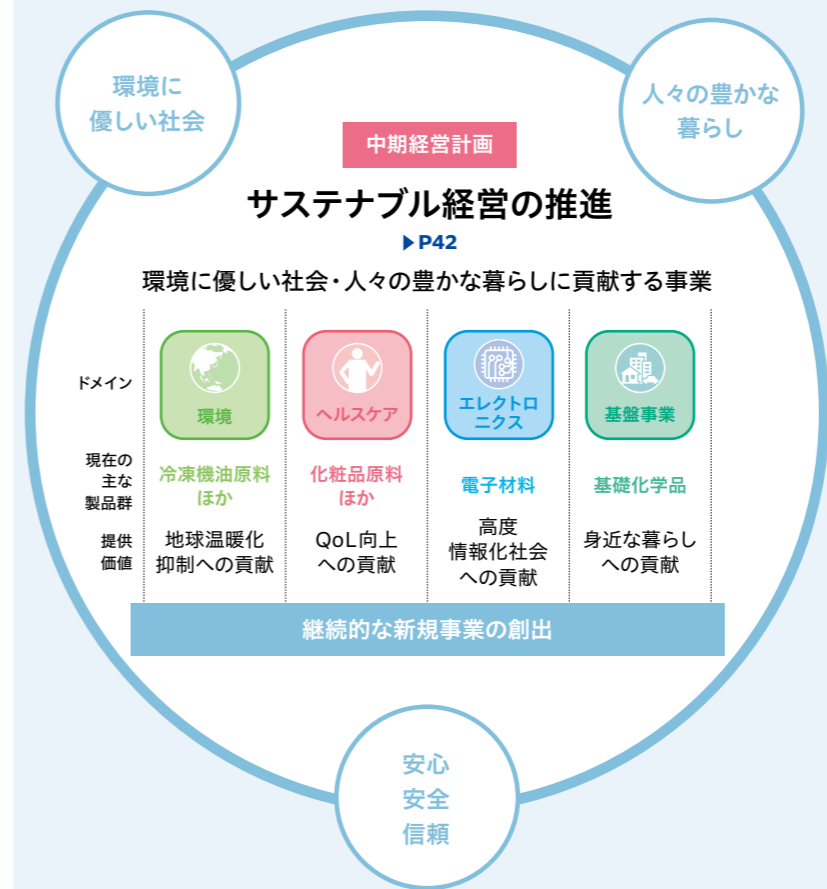 環境に
優しい社会
人々の豊かな
暮らし
中期経営計画
サステナブル経営の推進
▶P42
環境に優しい社会・人々の豊かな暮らしに貢献する事業
ドメイン
環境
ヘルスケア
エレクトロ
ニクス
基盤事業
現在の
主な
製品群
冷凍機油原料
ほか
化粧品原料
ほか
電子材料
基礎化学品
提供
価値
地球温暖化
抑制への貢献
QoL向上
への貢献
高度
情報化社会
への貢献
身近な暮らし
への貢献
継続的な新規事業の創出
安心
安全
信頼